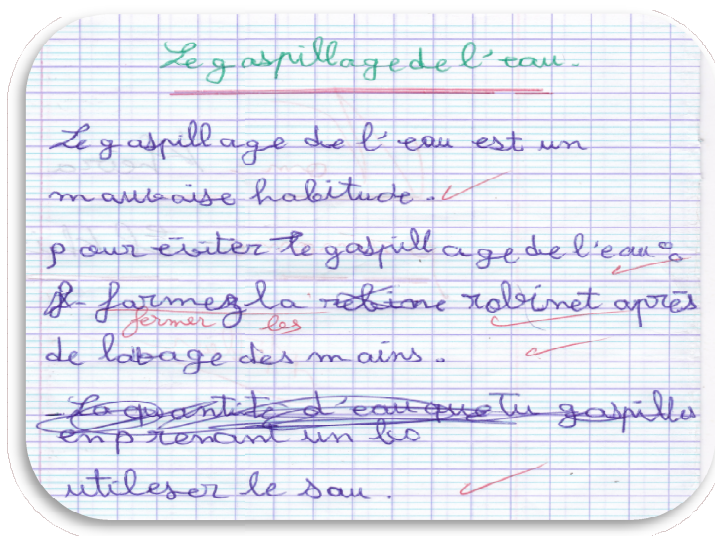 Le gaspillage de l'eau.
Le gaspillage de l'eau est un
mauvaise habitude.
pour éviter le gaspillage de l'eau :
- farmez la robinet après
fermer les
de lavage des mains.
- La quantité d'eau que tu gaspilla
en prenant un bo
utileser le sau.